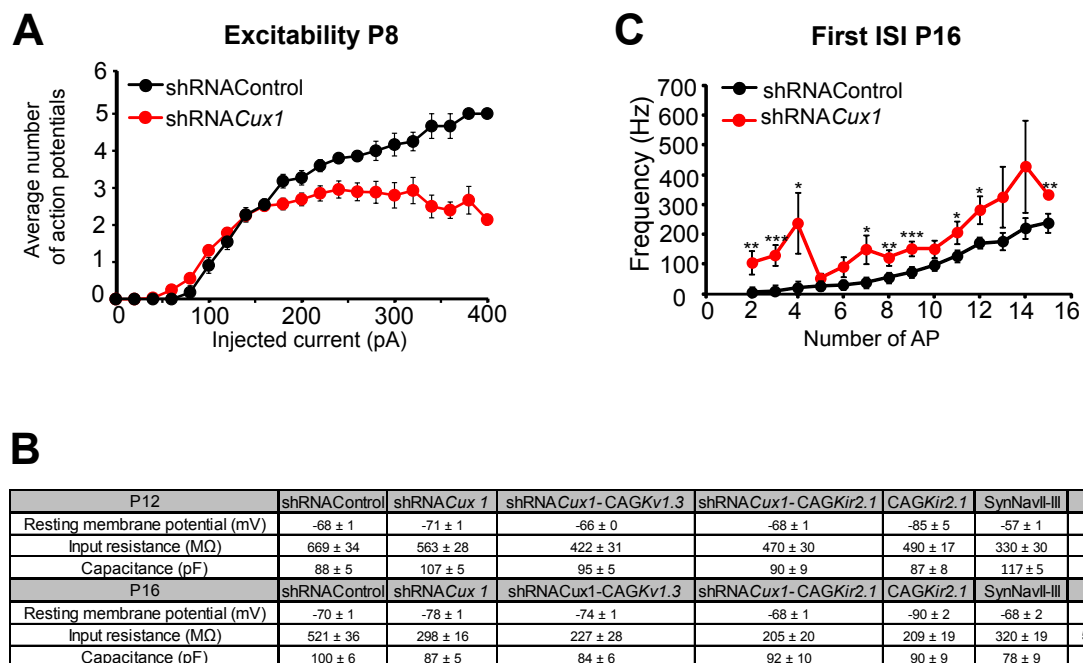 A
Excitability P8
Average number
of action potentials
6
5
4
3
2
1
0
shRNAControl
shRNACux1
0 100 200 300 400
Injected current (pA)
C
First ISI P16
Frequency (Hz)
700
600
500
400
300
200
100
0
shRNAControl
shRNACux1
** *** * * ** *** * * **
0 2 4 6 8 10 12 14 16
Number of AP
B
P12 shRNAControl shRNACux 1 shRNACux1-CAGKv1.3 shRNACux1-CAGKir2.1 CAGKir2.1 SynNavII-III
Resting membrane potential (mV) -68 ± 1 -71 ± 1 -66 ± 0 -68 ± 1 -85 ± 5 -57 ± 1
Input resistance (MΩ) 669 ± 34 563 ± 28 422 ± 31 470 ± 30 490 ± 17 330 ± 30
Capacitance (pF) 88 ± 5 107 ± 5 95 ± 5 90 ± 9 87 ± 8 117 ± 5
P16 shRNAControl shRNACux 1 shRNACux1-CAGKv1.3 shRNACux1-CAGKir2.1 CAGKir2.1 SynNavII-III
Resting membrane potential (mV) -70 ± 1 -78 ± 1 -74 ± 1 -68 ± 1 -90 ± 2 -68 ± 2
Input resistance (MΩ) 521 ± 36 298 ± 16 227 ± 28 205 ± 20 209 ± 19 320 ± 19
Capacitance (pF) 100 ± 6 87 ± 5 84 ± 6 92 ± 10 90 ± 9 78 ± 9